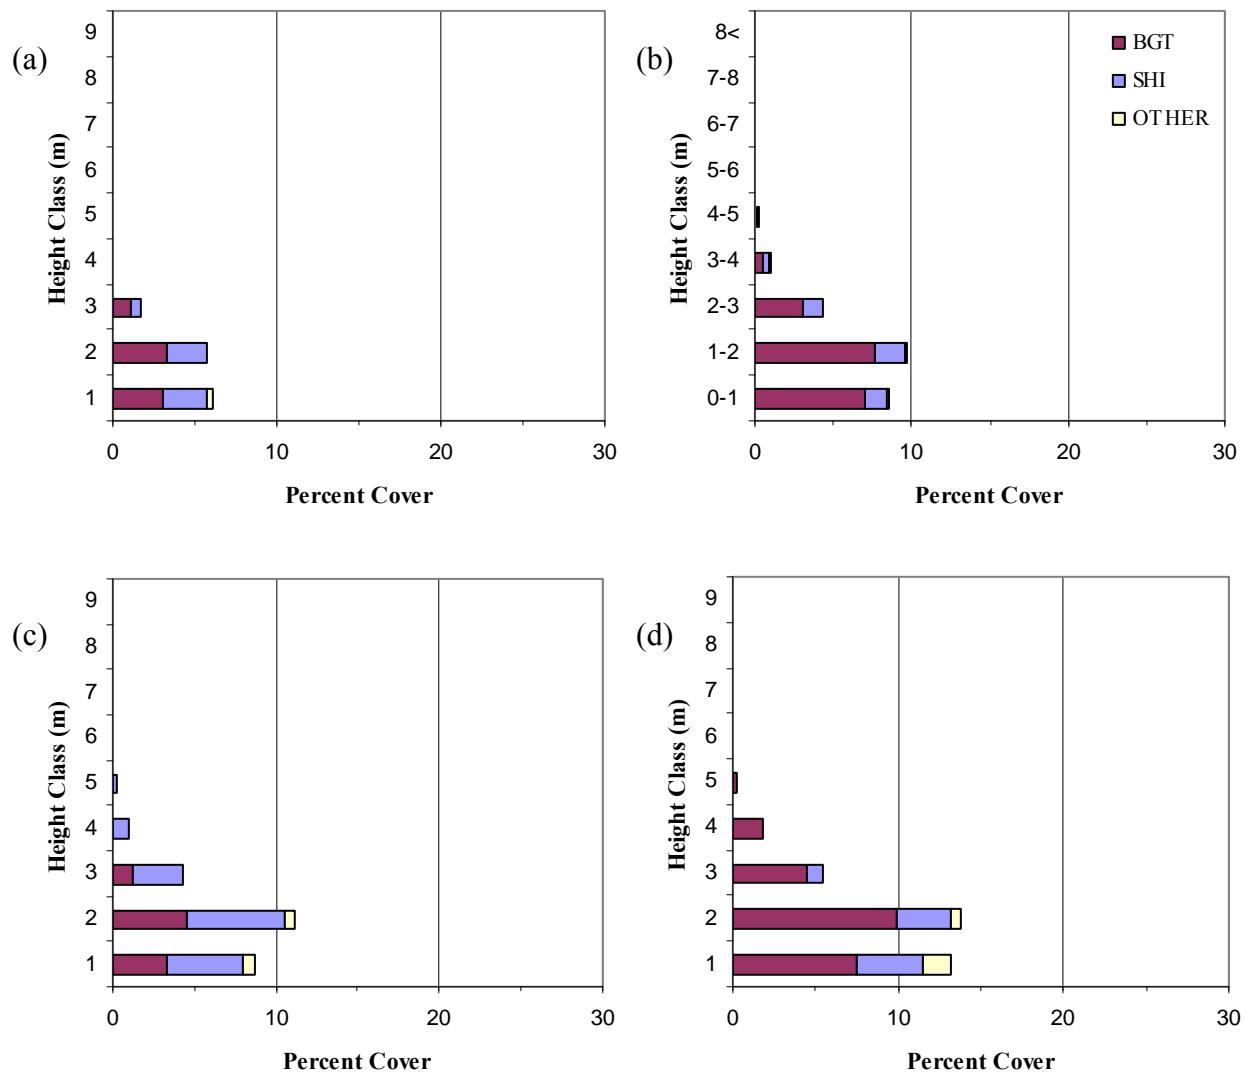 (a)
Height Class (m)
9
8
7
6
5
4
3
2
1
0 10 20 30
Percent Cover
(b)
Height Class (m)
8<
7-8
6-7
5-6
4-5
3-4
2-3
1-2
0-1
BGT
SHI
OTHER
0 10 20 30
Percent Cover
(c)
Height Class (m)
9
8
7
6
5
4
3
2
1
0 10 20 30
Percent Cover
(d)
Height Class (m)
9
8
7
6
5
4
3
2
1
0 10 20 30
Percent Cover